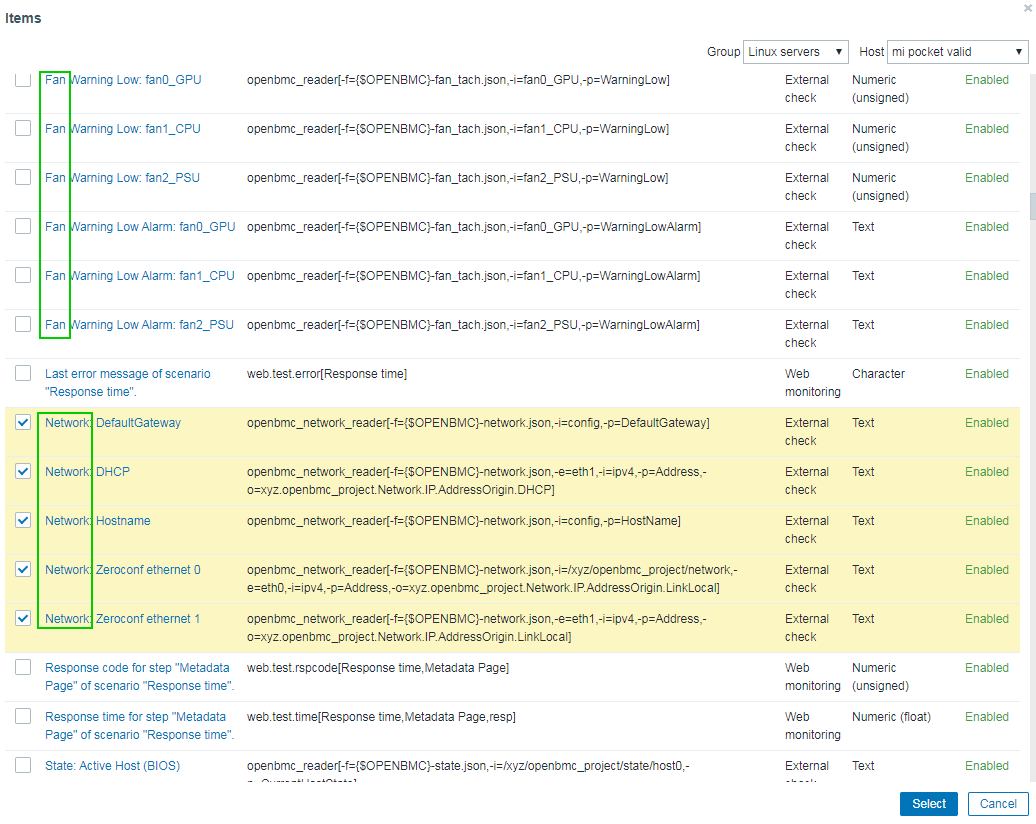 Items
Group Linux servers Host mi pocket valid
Fan Warning Low: fan0_GPU openbmc_reader[-f={$OPENBMC}-fan_tach.json,-i=fan0_GPU,-p=WarningLow] External Numeric Enabled
check (unsigned)
Fan Warning Low: fan1_CPU openbmc_reader[-f={$OPENBMC}-fan_tach.json,-i=fan1_CPU,-p=WarningLow] External Numeric Enabled
check (unsigned)
Fan Warning Low: fan2_PSU openbmc_reader[-f={$OPENBMC}-fan_tach.json,-i=fan2_PSU,-p=WarningLow] External Numeric Enabled
check (unsigned)
Fan Warning Low Alarm: fan0_GPU openbmc_reader[-f={$OPENBMC}-fan_tach.json,-i=fan0_GPU,-p=WarningLowAlarm] External Text Enabled
check
Fan Warning Low Alarm: fan1_CPU openbmc_reader[-f={$OPENBMC}-fan_tach.json,-i=fan1_CPU,-p=WarningLowAlarm] External Text Enabled
check
Fan Warning Low Alarm: fan2_PSU openbmc_reader[-f={$OPENBMC}-fan_tach.json,-i=fan2_PSU,-p=WarningLowAlarm] External Text Enabled
check
Last error message of scenario web.test.error[Response time] Web Character Enabled
"Response time". monitoring
Network: DefaultGateway openbmc_network_reader[-f={$OPENBMC}-network.json,-i=config,-p=DefaultGateway] External Text Enabled
check
Network: DHCP openbmc_network_reader[-f={$OPENBMC}-network.json,-e=eth1,-i=ipv4,-p=Address,- External Text Enabled
o=xyz.openbmc_project.Network.IP.AddressOrigin.DHCP] check
Network: Hostname openbmc_network_reader[-f={$OPENBMC}-network.json,-i=config,-p=HostName] External Text Enabled
check
Network: Zeroconf ethernet 0 openbmc_network_reader[-f={$OPENBMC}-network.json,-i=/xyz/openbmc_project/network,- External Text Enabled
e=eth0,-i=ipv4,-p=Address,-o=xyz.openbmc_project.Network.IP.AddressOrigin.LinkLocal] check
Network: Zeroconf ethernet 1 openbmc_network_reader[-f={$OPENBMC}-network.json,-e=eth1,-i=ipv4,-p=Address,- External Text Enabled
o=xyz.openbmc_project.Network.IP.AddressOrigin.LinkLocal] check
Response code for step "Metadata web.test.rspcode[Response time,Metadata Page] Web Numeric Enabled
Page" of scenario "Response time". monitoring (unsigned)
Response time for step "Metadata web.test.time[Response time,Metadata Page,resp] Web Numeric (float) Enabled
Page" of scenario "Response time". monitoring
State: Active Host (BIOS) openbmc_reader[-f={$OPENBMC}-state.json,-i=/xyz/openbmc_project/state/host0,- External Text Enabled
Select Cancel